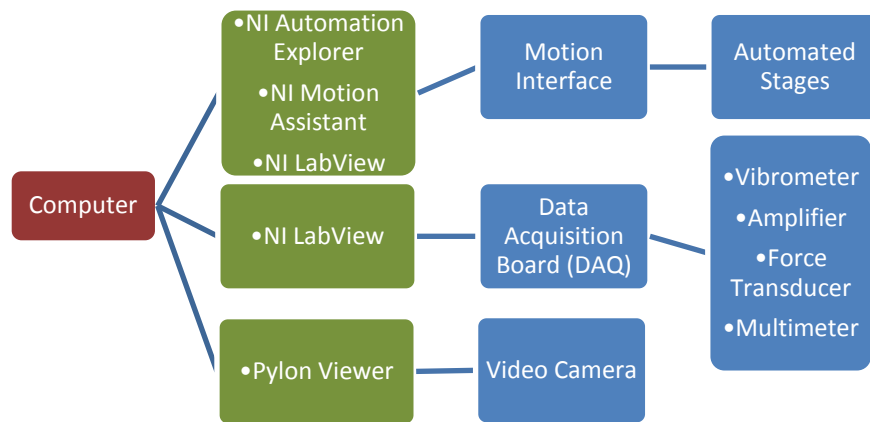 Computer
•NI Automation
Explorer
•NI Motion
Assistant
•NI LabView
Motion
Interface
Automated
Stages
•NI LabView
Data
Acquisition
Board (DAQ)
•Vibrometer
•Amplifier
•Force
Transducer
•Multimeter
•Pylon Viewer
Video Camera